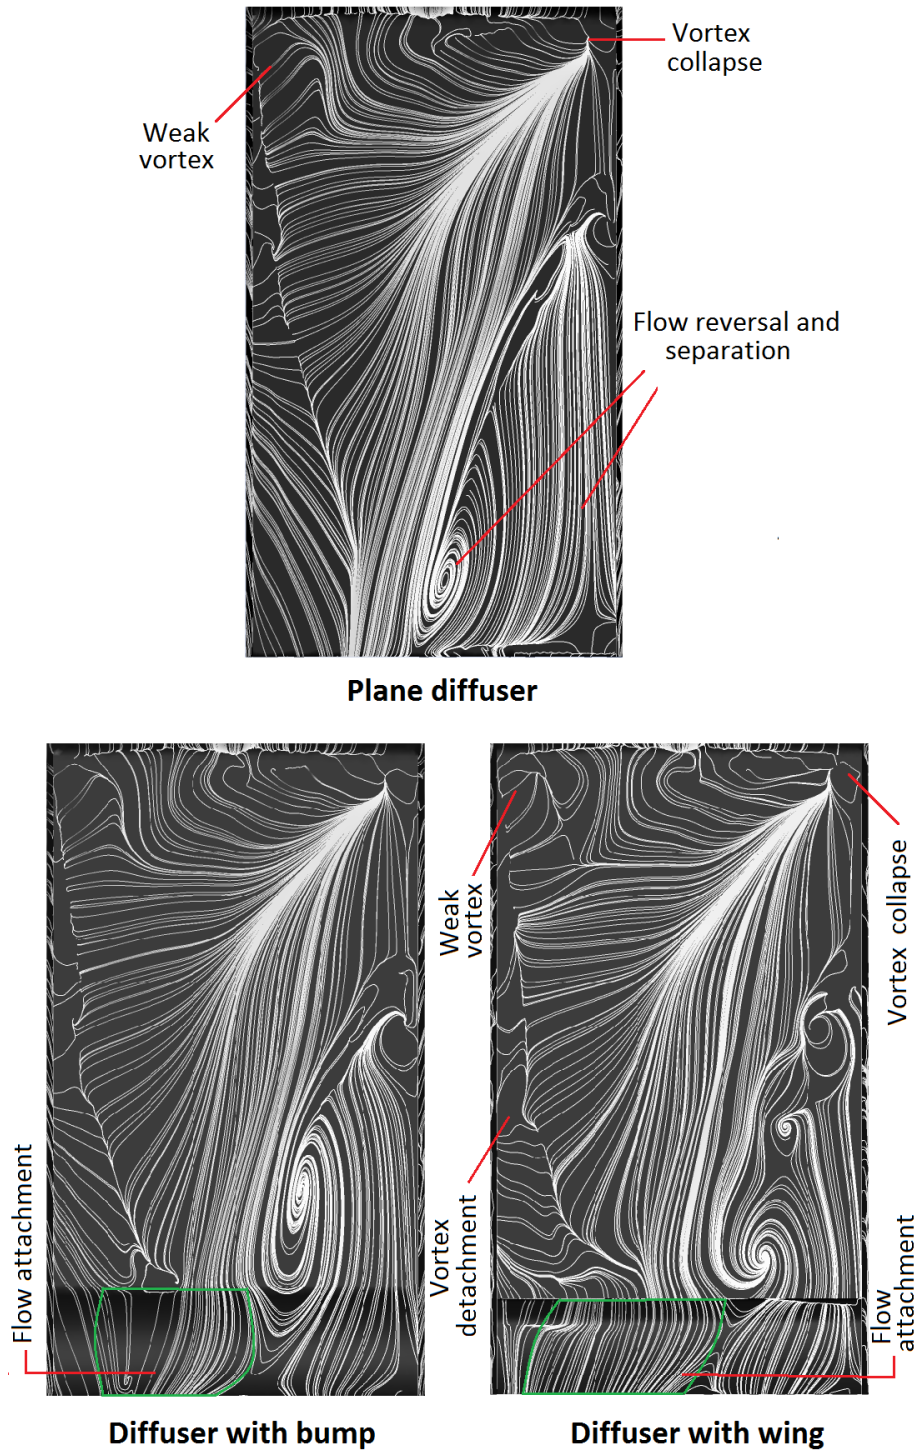 Vortex
collapse
Weak
vortex
Flow reversal and
separation
Plane diffuser
Flow attachment
Weak
vortex
Vortex
detachment
Vortex collapse
Flow
attachment
Diffuser with bump
Diffuser with wing